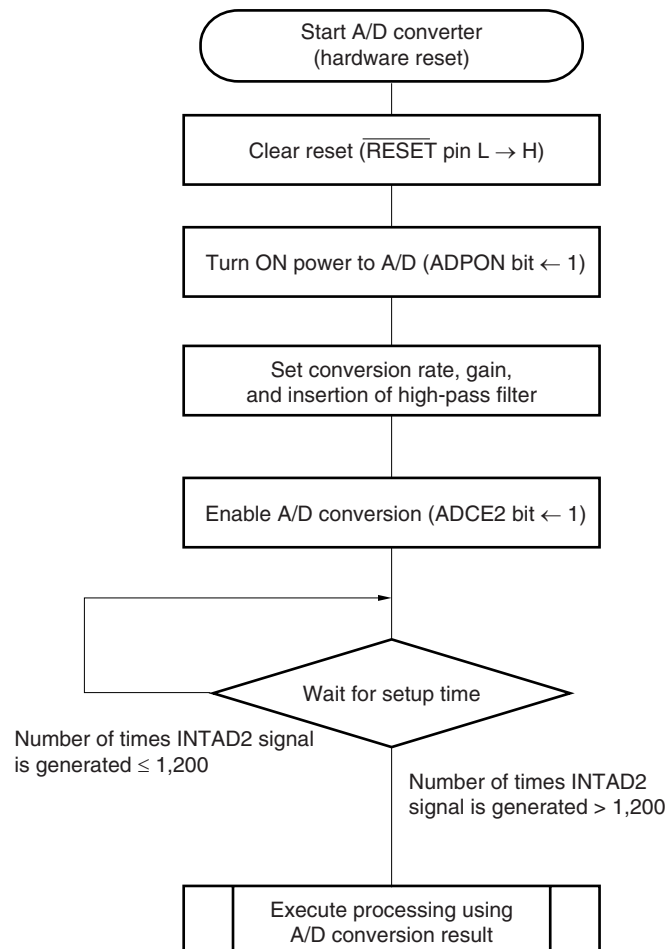 Start A/D converter
(hardware reset)
Clear reset (RESET pin L → H)
Turn ON power to A/D (ADPON bit ← 1)
Set conversion rate, gain,
and insertion of high-pass filter
Enable A/D conversion (ADCE2 bit ← 1)
Wait for setup time
Number of times INTAD2 signal
is generated ≤ 1,200
Number of times INTAD2
signal is generated > 1,200
Execute processing using
A/D conversion result